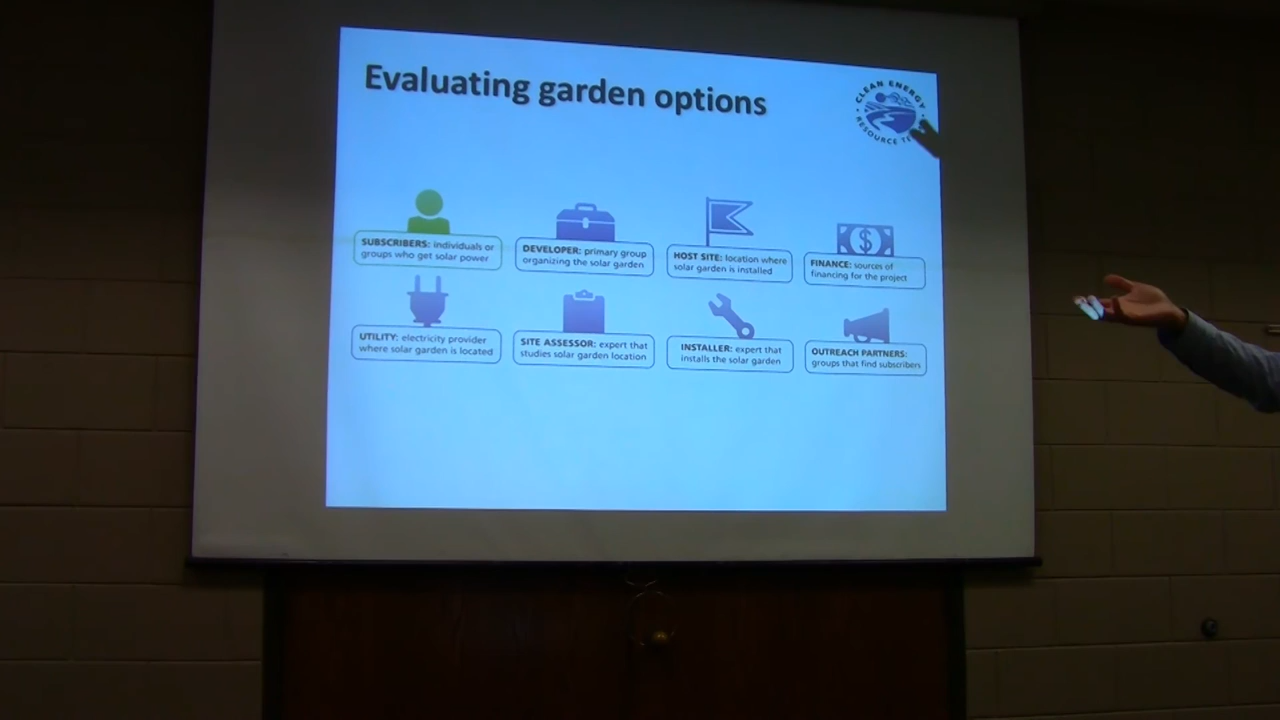 Evaluating garden options
CLEAN ENERGY
RESOURCE
SUBSCRIBERS: individuals or
groups who get solar power
DEVELOPER: primary group
organizing the solar garden
HOST SITE: location where
solar garden is installed
FINANCE: sources of
financing for the project
UTILITY: electricity provider
where solar garden is located
SITE ASSESSOR: expert that
studies solar garden location
INSTALLER: expert that
installs the solar garden
OUTREACH PARTNERS:
groups that find subscribers